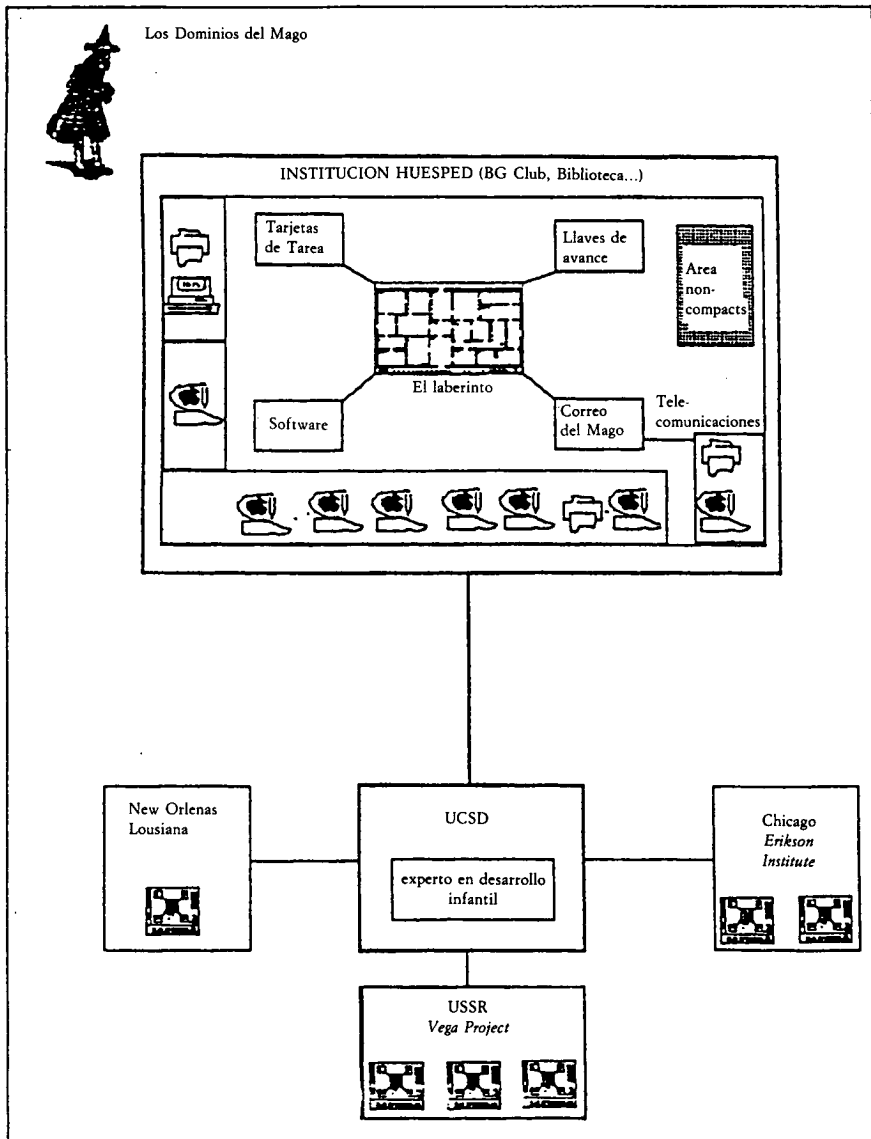 Los Dominios del Mago
INSTITUCION HUESPED (BG Club, Biblioteca...)
Tarjetas
de Tarea
Llaves de
avance
Area
non-
compacts
El laberinto
Software
Correo
del Mago
Tele-
comunicaciones
New Orlenas
Lousiana
UCSD
experto en desarrollo
infantil
Chicago
Erikson
Institute
USSR
Vega Project